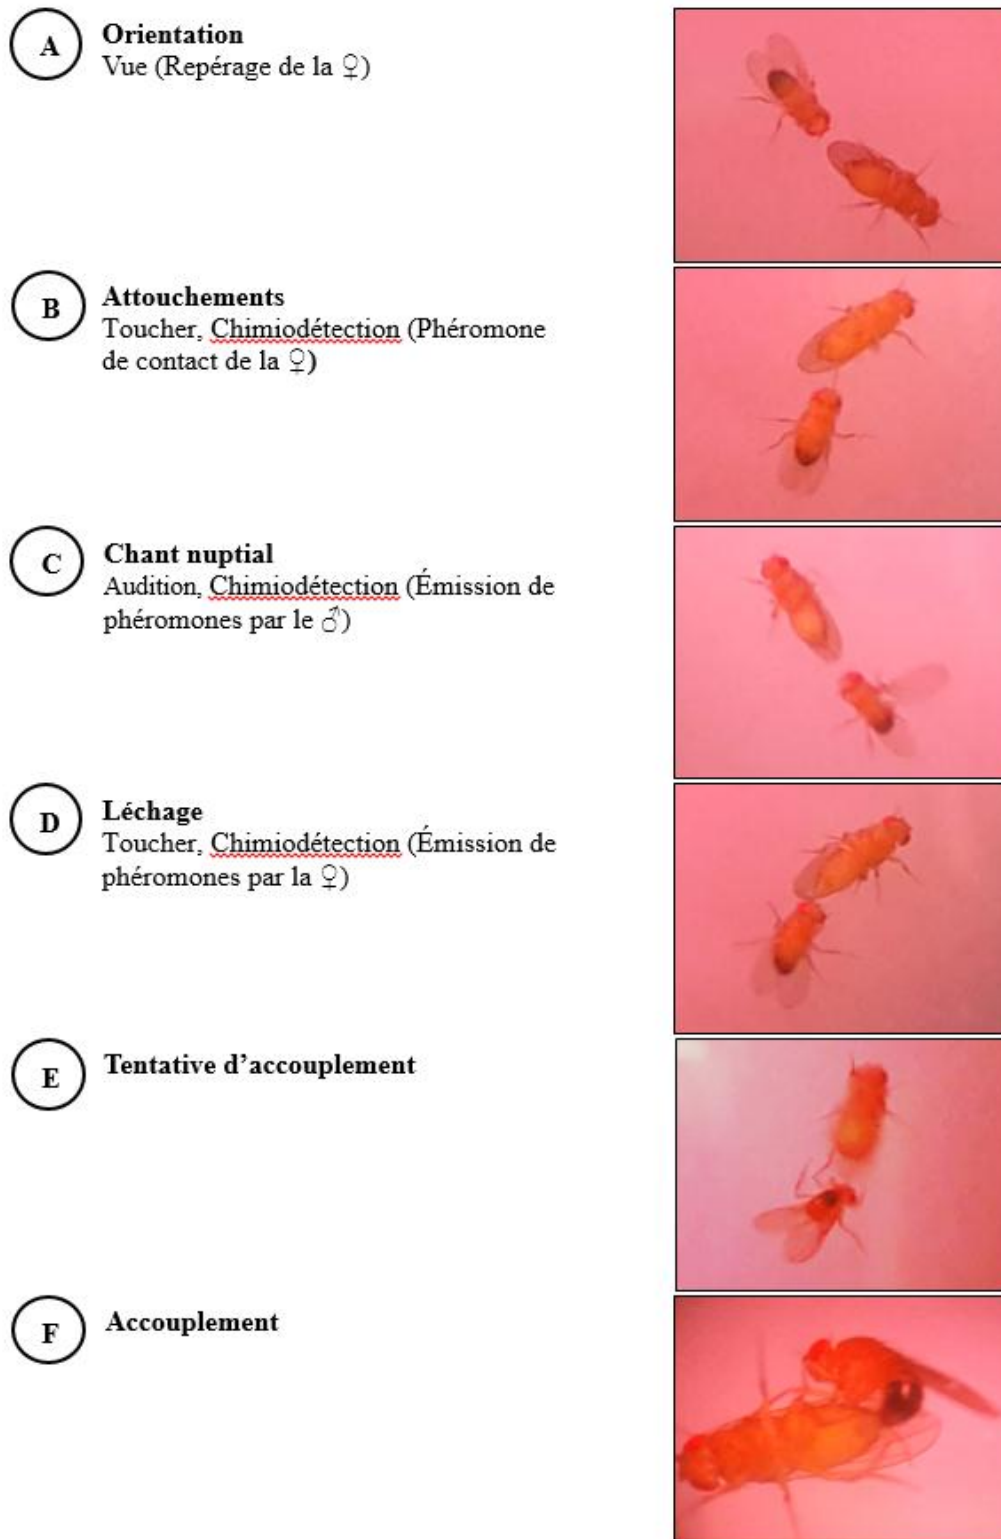 A
Orientation
Vue (Repérage de la ♀)
B
Attouchements
Toucher, Chimiodétection (Phéromone
de contact de la ♀)
C
Chant nuptial
Audition, Chimiodétection (Émission de
phéromones par le ♂)
D
Léchage
Toucher, Chimiodétection (Émission de
phéromones par la ♀)
E
Tentative d’accouplement
F
Accouplement